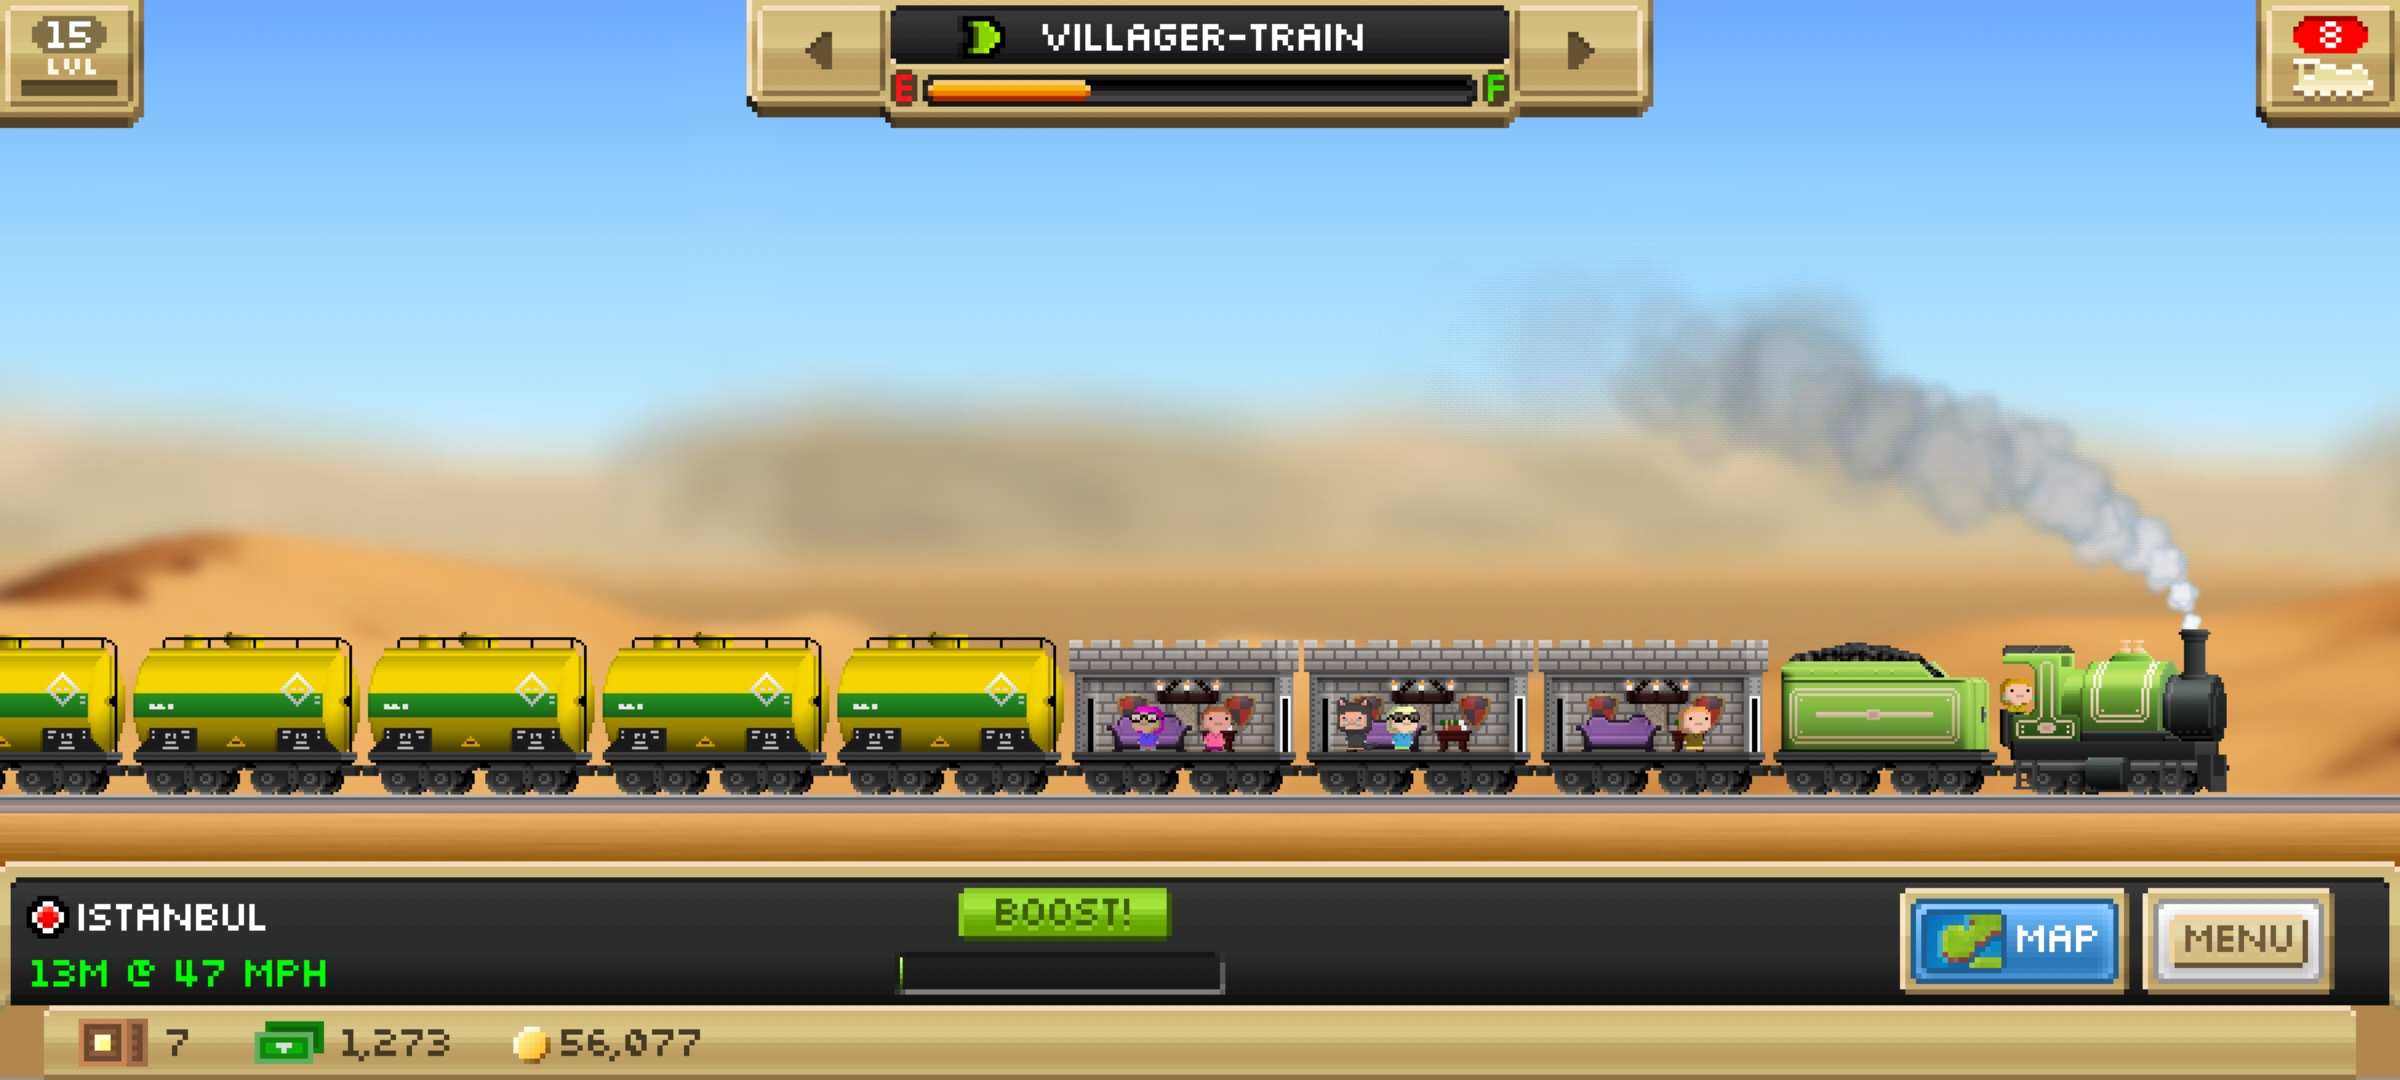 15
LVL
VILLAGER-TRAIN
E F
8
ISTANBUL
13M @ 47 MPH
BOOST!
MAP
MENU
7
1,273
56,077